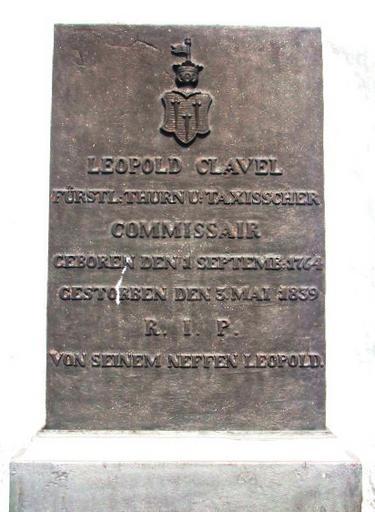 LEOPOLD CLAVEL
FÜRSTL: THURN U: TAXISSCHER
COMMISSAIR
GEBOREN DEN 1 SEPTEMB: 1764
GESTORBEN DEN 3. MAI 1839
R. I. P.
VON SEINEM NEFFEN LEOPOLD.